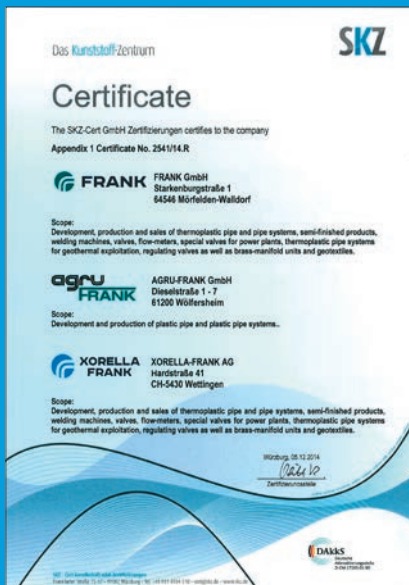 Das Kunststoff-Zentrum
SKZ
Certificate
The SKZ-Cert GmbH Zertifizierungen certifies to the company
Appendix 1 Certificate No. 2541/14.R
FRANK
FRANK GmbH
Starkenburgstraße 1
64546 Mörfelden-Walldorf
Scope:
Development, production and sales of thermoplastic pipe and pipe systems, semi-finished products,
welding machines, valves, flow-meters, special valves for power plants, thermoplastic pipe systems
for geothermal exploitation, regulating valves as well as brass-manifold units and geotextiles.
agru
FRANK
AGRU-FRANK GmbH
Dieselstraße 1 - 7
61200 Wölfersheim
Scope:
Development and production of plastic pipe and plastic pipe systems..
XORELLA
FRANK
XORELLA-FRANK AG
Hardstraße 41
CH-5430 Wettingen
Scope:
Development, production and sales of thermoplastic pipe and pipe systems, semi-finished products,
welding machines, valves, flow-meters, special valves for power plants, thermoplastic pipe systems
for geothermal exploitation, regulating valves as well as brass-manifold units and geotextiles.
Würzburg, 05.12.2014
Zertifizierungsstelle
DAkkS
Deutsche
Akkreditierungsstelle